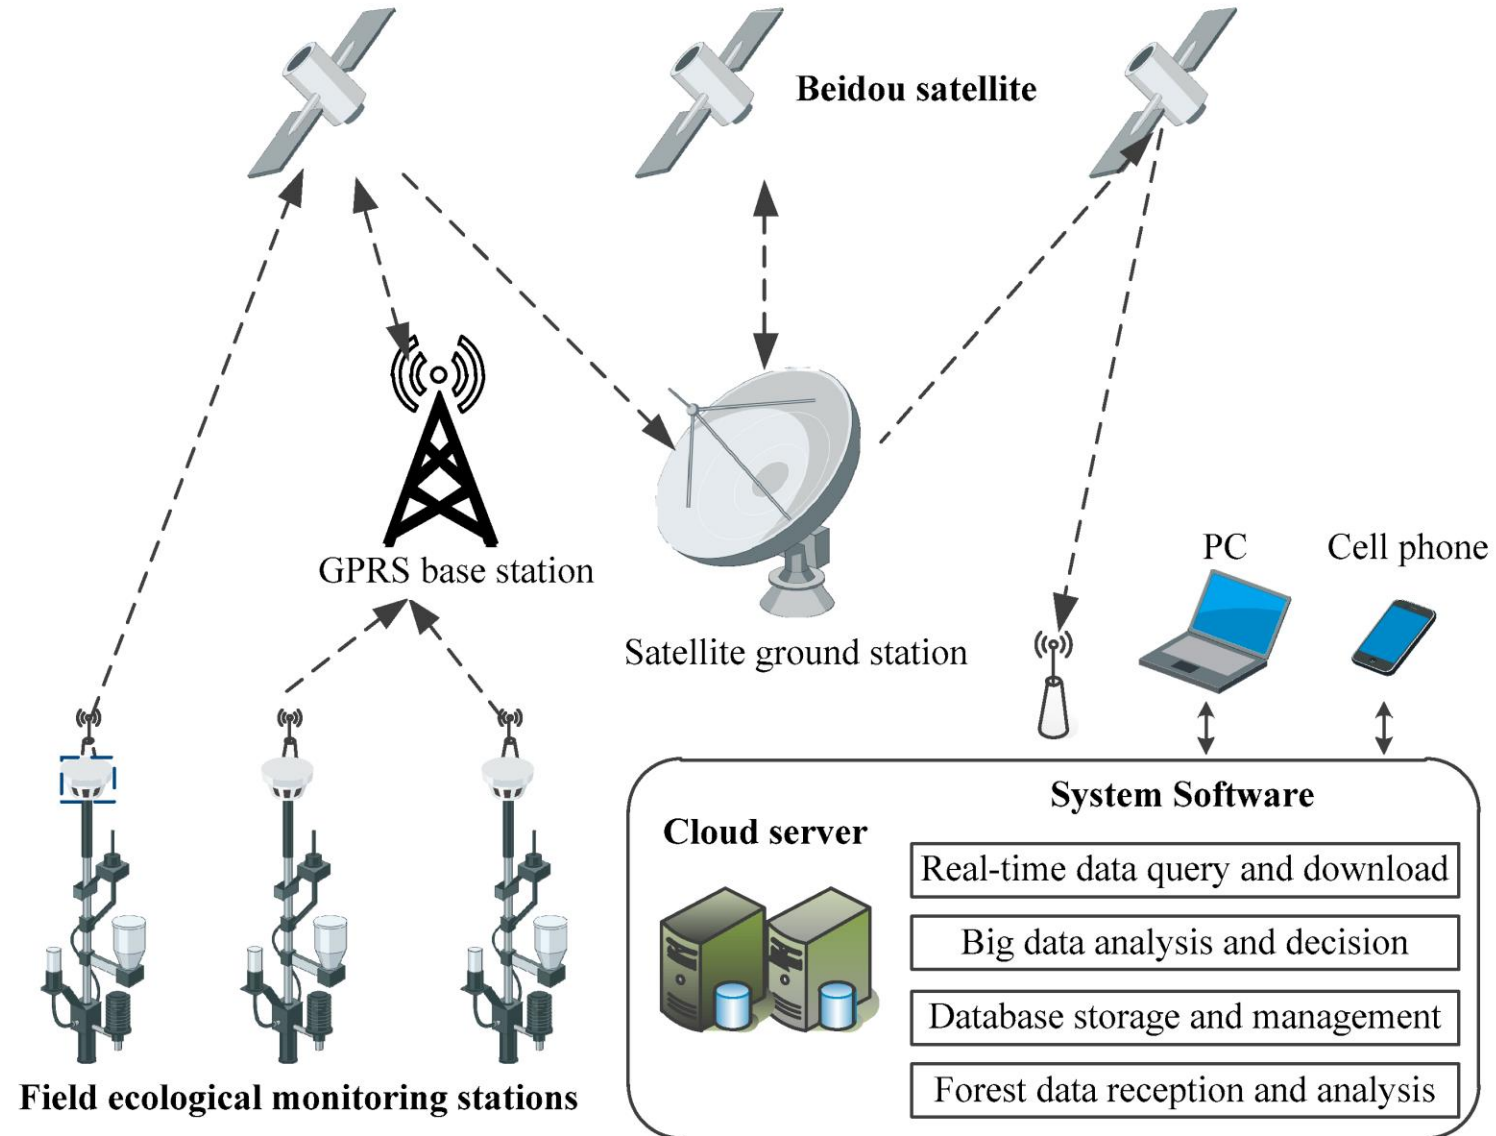 Beidou satellite
GPRS base station
Satellite ground station
PC
Cell phone
System Software
Cloud server
Real-time data query and download
Big data analysis and decision
Database storage and management
Forest data reception and analysis
Field ecological monitoring stations